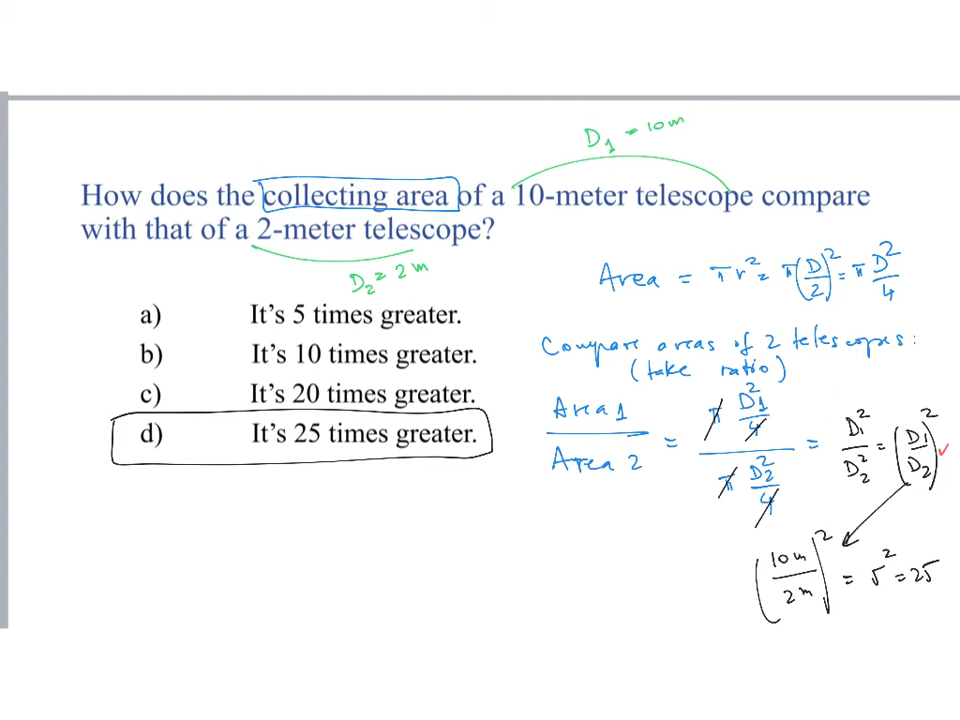 D₁ = 10m
How does the collecting area of a 10-meter telescope compare
with that of a 2-meter telescope?
D₂ = 2m
Area = πr² = π(D/2)² = π D²/4
a) It's 5 times greater.
b) It's 10 times greater.
c) It's 20 times greater.
d) It's 25 times greater.
Compare areas of 2 telescopes:
(take ratio)
Area1 / Area 2 = (π D₁²/4) / (π D₂²/4) = D₁²/D₂² = (D₁/D₂)² ✓
(10m/2m)² = 5² = 25